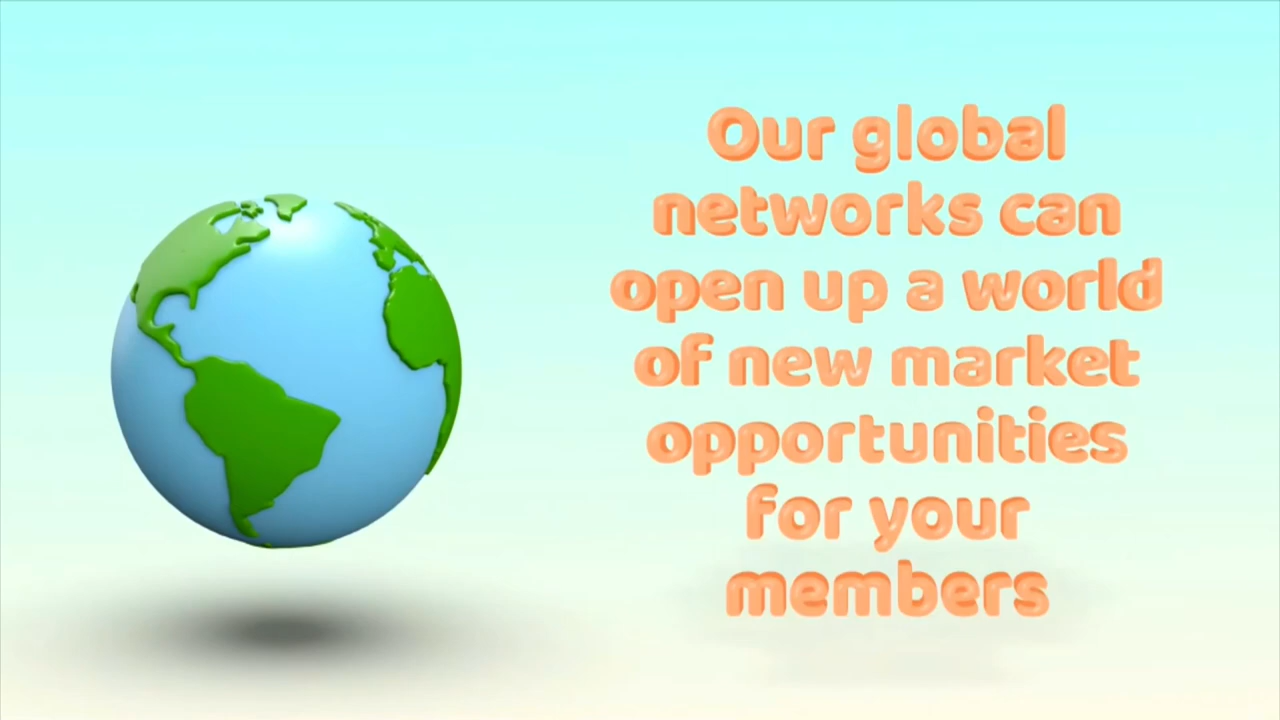 Our global
networks can
open up a world
of new market
opportunities
for your
members